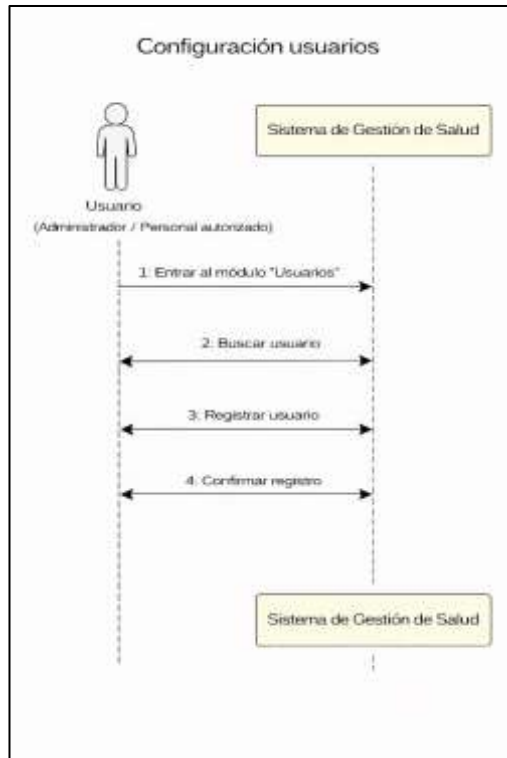 Configuración usuarios
Sistema de Gestión de Salud
Usuario
(Administrador / Personal autorizado)
1: Entrar al módulo "Usuarios"
2: Buscar usuario
3: Registrar usuario
4: Confirmar registro
Sistema de Gestión de Salud